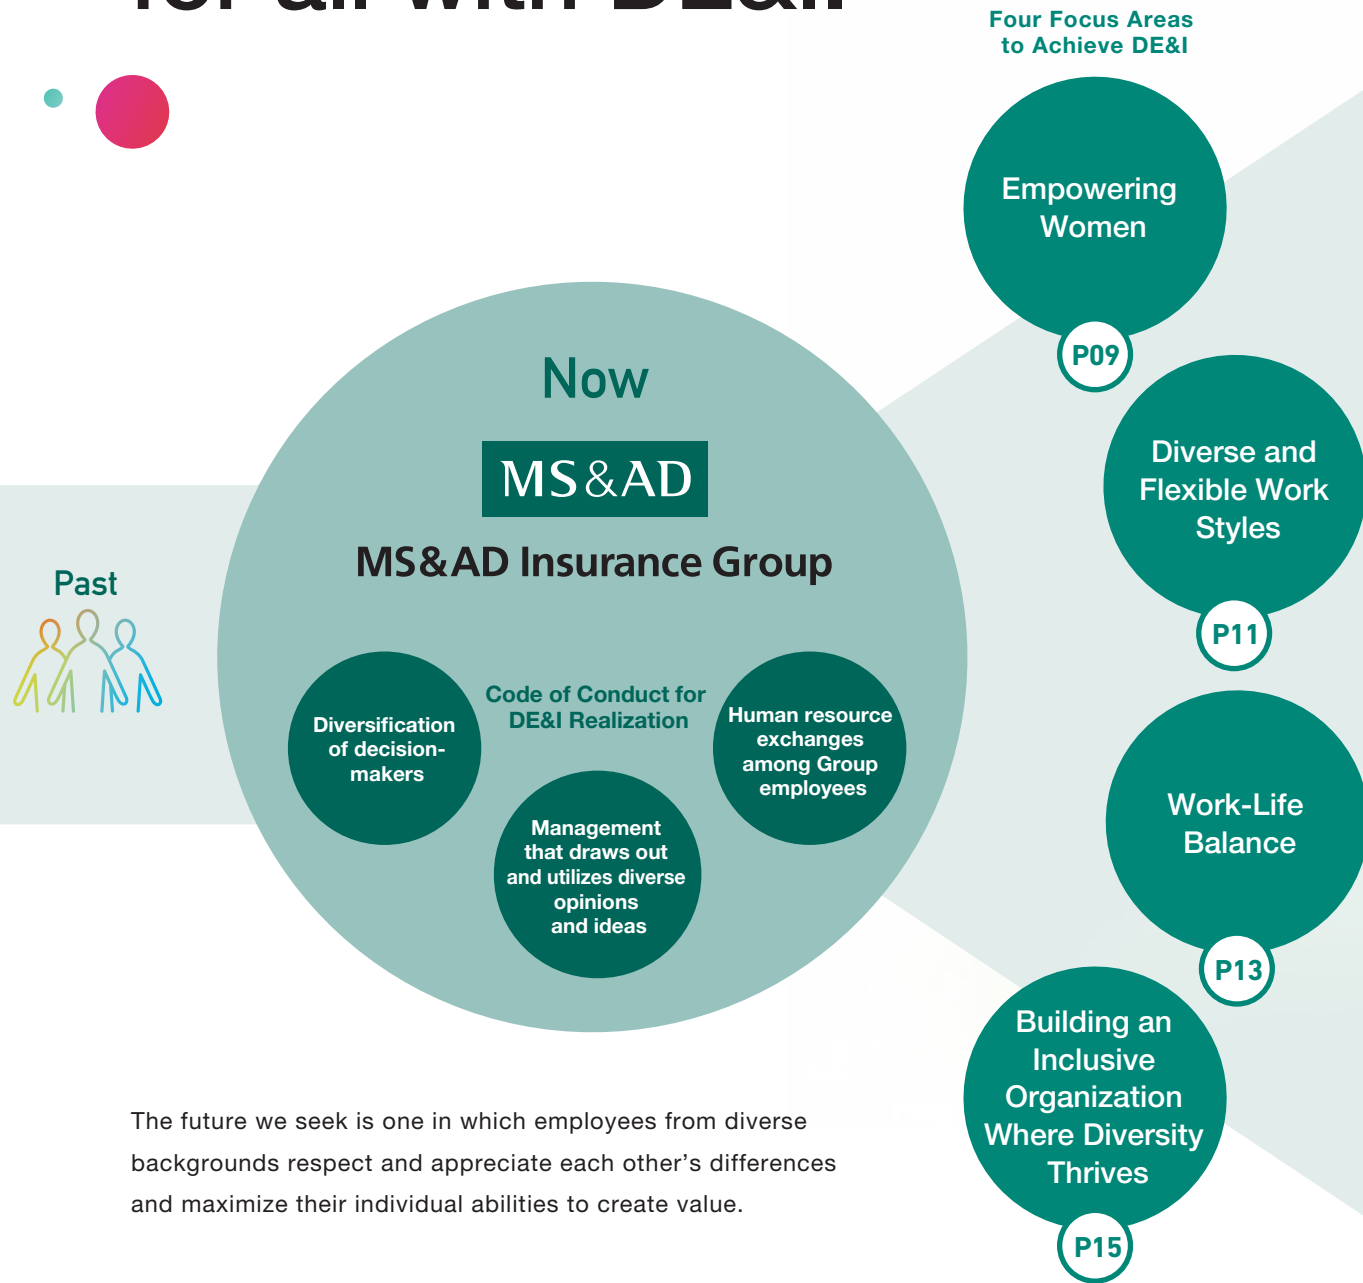 for all with DE&I.
Four Focus Areas
to Achieve DE&I
Empowering
Women
P09
Diverse and
Flexible Work
Styles
P11
Work-Life
Balance
P13
Building an
Inclusive
Organization
Where Diversity
Thrives
P15
Past
Now
MS&AD
MS&AD Insurance Group
Code of Conduct for
DE&I Realization
Diversification
of decision-
makers
Management
that draws out
and utilizes diverse
opinions
and ideas
Human resource
exchanges
among Group
employees
The future we seek is one in which employees from diverse
backgrounds respect and appreciate each other’s differences
and maximize their individual abilities to create value.